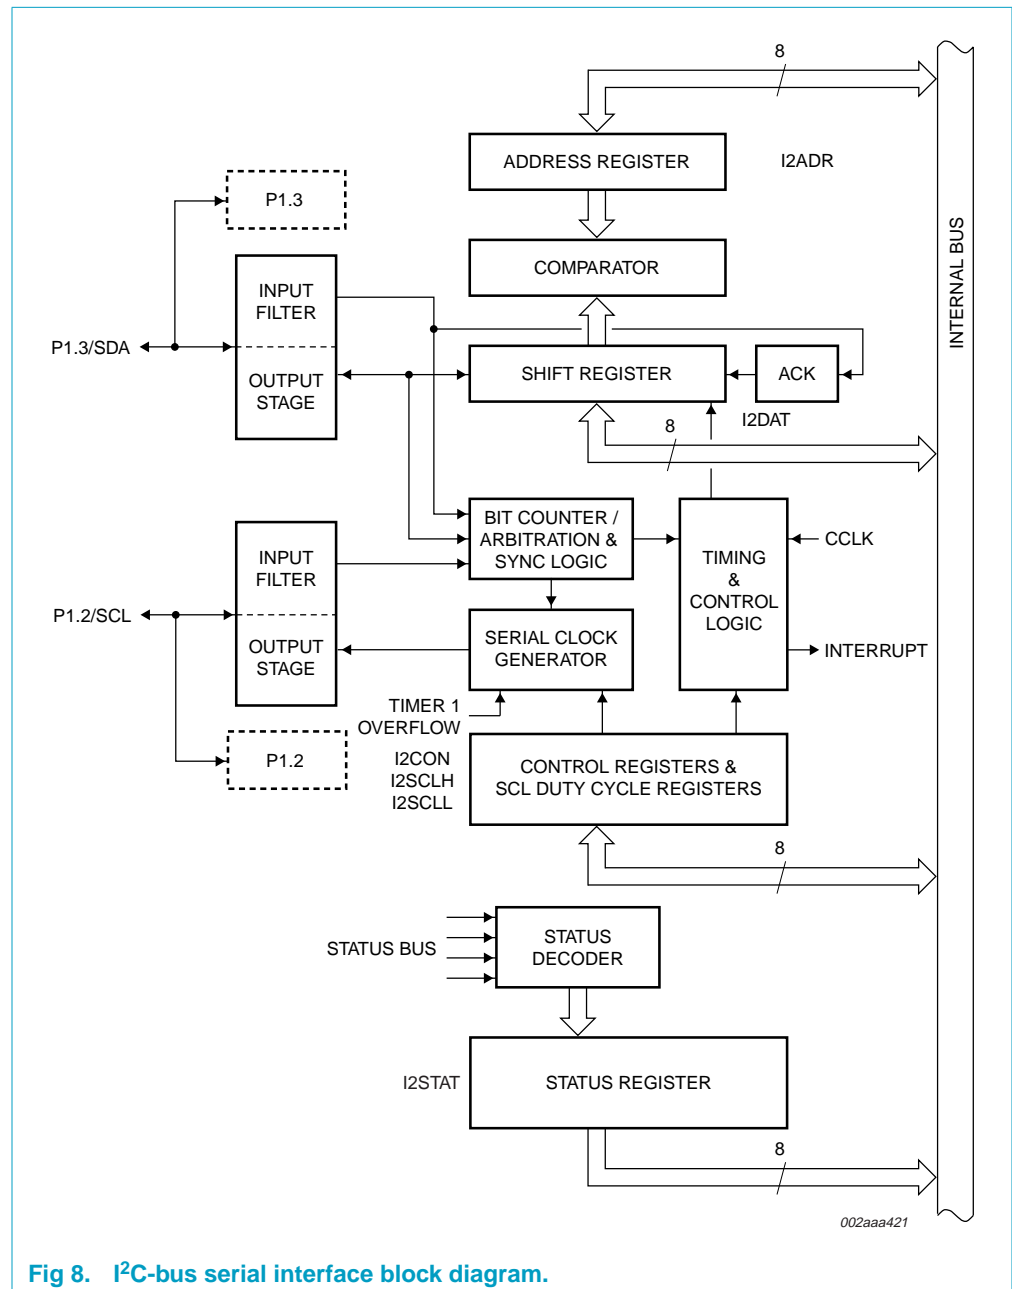 8
ADDRESS REGISTER
I2ADR
P1.3
INTERNAL BUS
COMPARATOR
INPUT
FILTER
P1.3/SDA
OUTPUT
STAGE
SHIFT REGISTER
ACK
I2DAT
8
BIT COUNTER /
ARBITRATION &
SYNC LOGIC
INPUT
FILTER
TIMING
&
CONTROL
LOGIC
CCLK
P1.2/SCL
OUTPUT
STAGE
SERIAL CLOCK
GENERATOR
INTERRUPT
TIMER 1
OVERFLOW
P1.2
I2CON
I2SCLH
I2SCLL
CONTROL REGISTERS &
SCL DUTY CYCLE REGISTERS
8
STATUS BUS
STATUS
DECODER
I2STAT
STATUS REGISTER
8
002aaa421
Fig 8. I²C-bus serial interface block diagram.